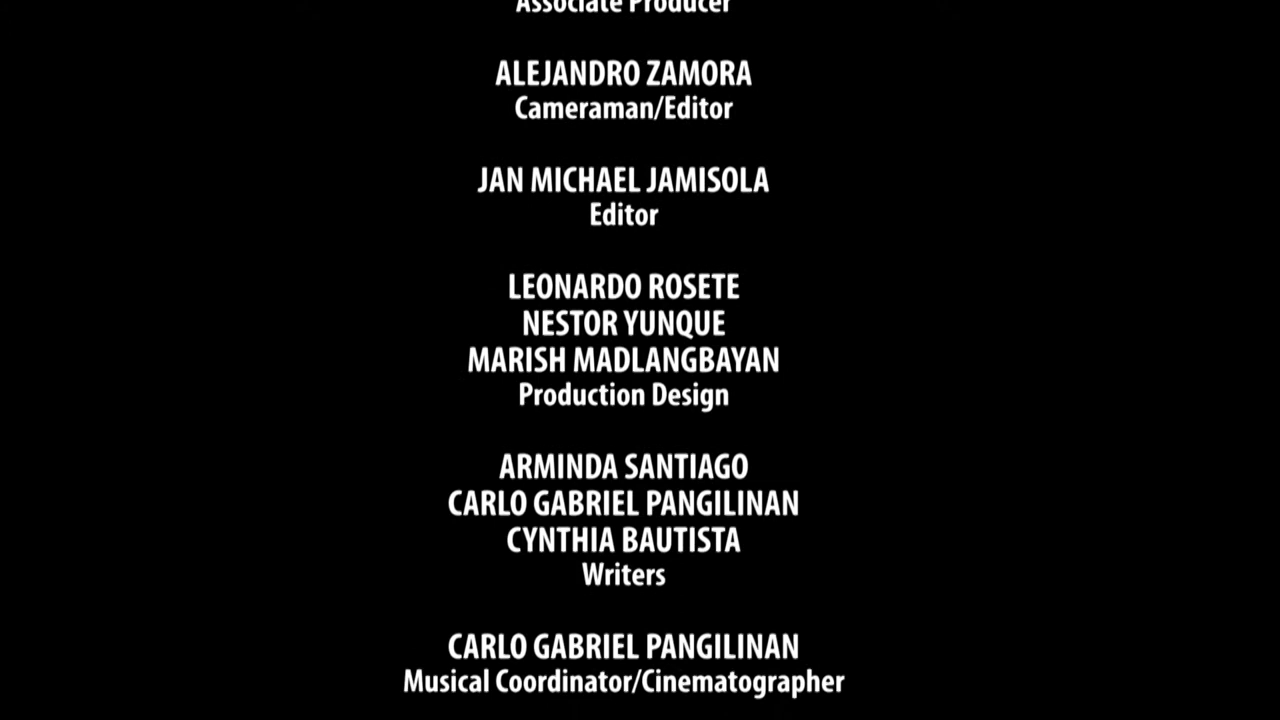 Associate Producer
ALEJANDRO ZAMORA
Cameraman/Editor
JAN MICHAEL JAMISOLA
Editor
LEONARDO ROSETE
NESTOR YUNQUE
MARISH MADLANGBAYAN
Production Design
ARMINDA SANTIAGO
CARLO GABRIEL PANGILINAN
CYNTHIA BAUTISTA
Writers
CARLO GABRIEL PANGILINAN
Musical Coordinator/Cinematographer